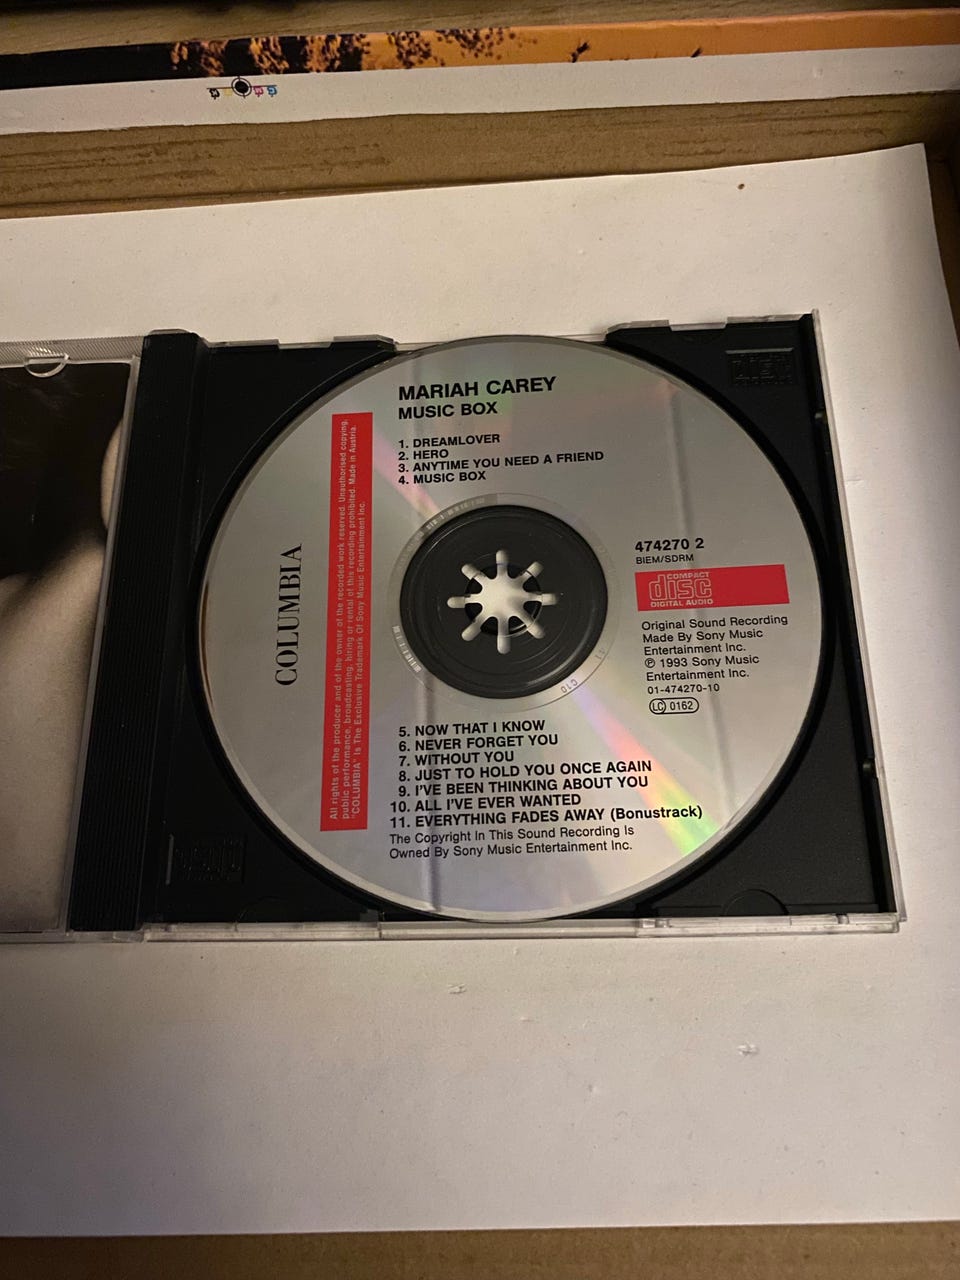 MARIAH CAREY
MUSIC BOX
1. DREAMLOVER
2. HERO
3. ANYTIME YOU NEED A FRIEND
4. MUSIC BOX
COLUMBIA
All rights of the producer and of the owner of the recorded work reserved. Unauthorised copying,
public performance, broadcasting, hiring or rental of this recording prohibited. Made in Austria.
"COLUMBIA" Is The Exclusive Trademark Of Sony Music Entertainment Inc.
474270 2
BIEM/SDRM
COMPACT
disc
DIGITAL AUDIO
Original Sound Recording
Made By Sony Music
Entertainment Inc.
℗ 1993 Sony Music
Entertainment Inc.
01-474270-10
LC 0162
5. NOW THAT I KNOW
6. NEVER FORGET YOU
7. WITHOUT YOU
8. JUST TO HOLD YOU ONCE AGAIN
9. I'VE BEEN THINKING ABOUT YOU
10. ALL I'VE EVER WANTED
11. EVERYTHING FADES AWAY (Bonustrack)
The Copyright In This Sound Recording Is
Owned By Sony Music Entertainment Inc.